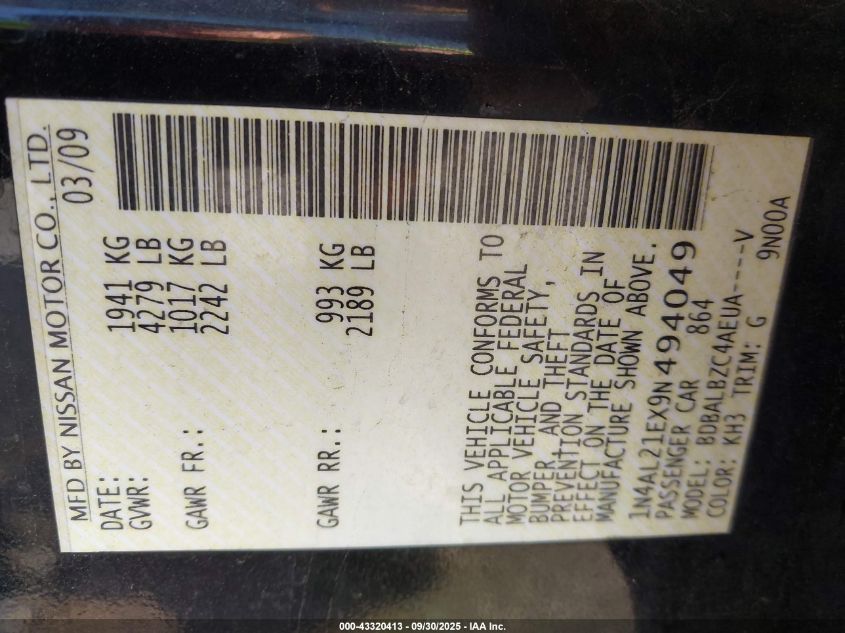 MFD BY NISSAN MOTOR CO., LTD.
DATE: 03/09
GVWR: 1941 KG
4279 LB
GAWR FR.: 1017 KG
2242 LB
GAWR RR.: 993 KG
2189 LB
THIS VEHICLE CONFORMS TO
ALL APPLICABLE FEDERAL
MOTOR VEHICLE SAFETY,
BUMPER, AND THEFT
PREVENTION STANDARDS IN
EFFECT ON THE DATE OF
MANUFACTURE SHOWN ABOVE.
1N4AL21EX9N494049
PASSENGER CAR 864
MODEL: BDBALBZC4AEUA----V
COLOR: KH3 TRIM: G 9N00A
000-43320413 - 09/30/2025 - IAA Inc.